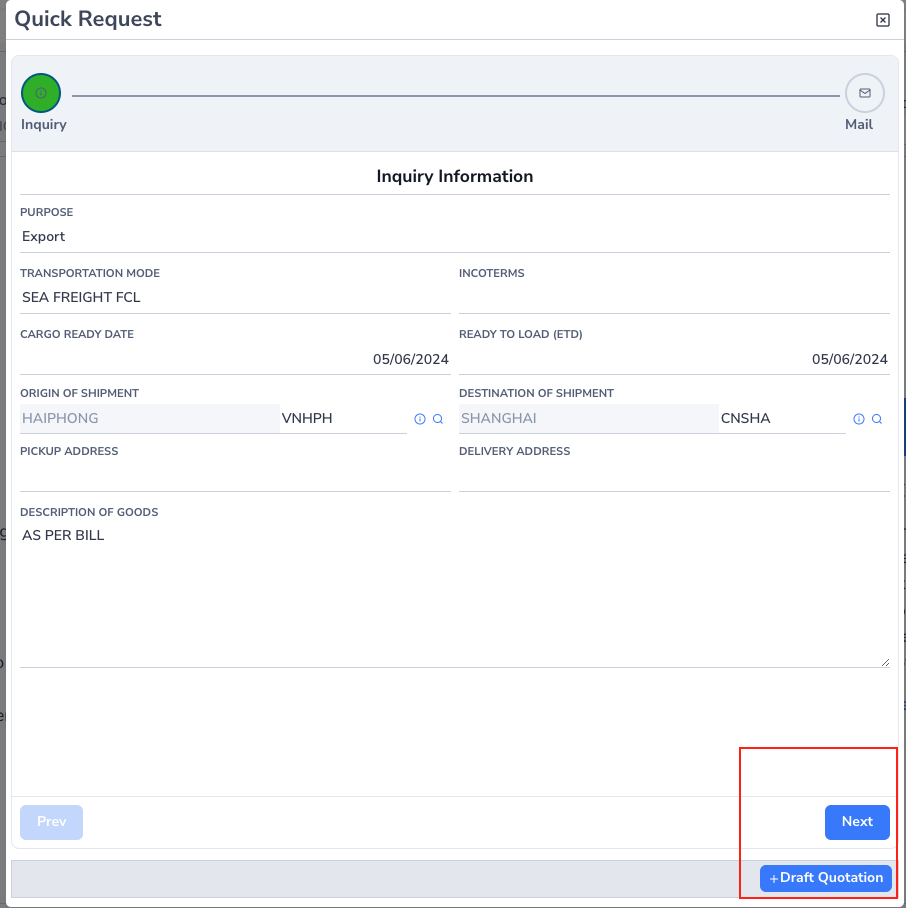 Quick Request
Inquiry
Mail
Inquiry Information
PURPOSE
Export
TRANSPORTATION MODE
INCOTERMS
SEA FREIGHT FCL
CARGO READY DATE
READY TO LOAD (ETD)
05/06/2024
05/06/2024
ORIGIN OF SHIPMENT
DESTINATION OF SHIPMENT
HAIPHONG
VNHPH
SHANGHAI
CNSHA
PICKUP ADDRESS
DELIVERY ADDRESS
DESCRIPTION OF GOODS
AS PER BILL
Prev
Next
+Draft Quotation